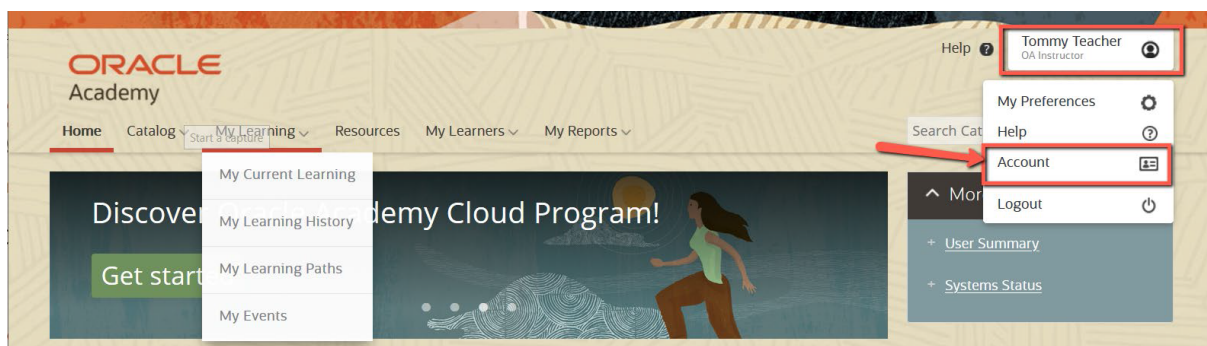 Help ?
Tommy Teacher
OA Instructor
ORACLE
Academy
My Preferences
Help
Account
Logout
Home Catalog My Learning Resources My Learners My Reports
Start a capture
Search Cat
My Current Learning
My Learning History
My Learning Paths
My Events
Discover demy Cloud Program!
Get start
Mor
+ User Summary
+ Systems Status